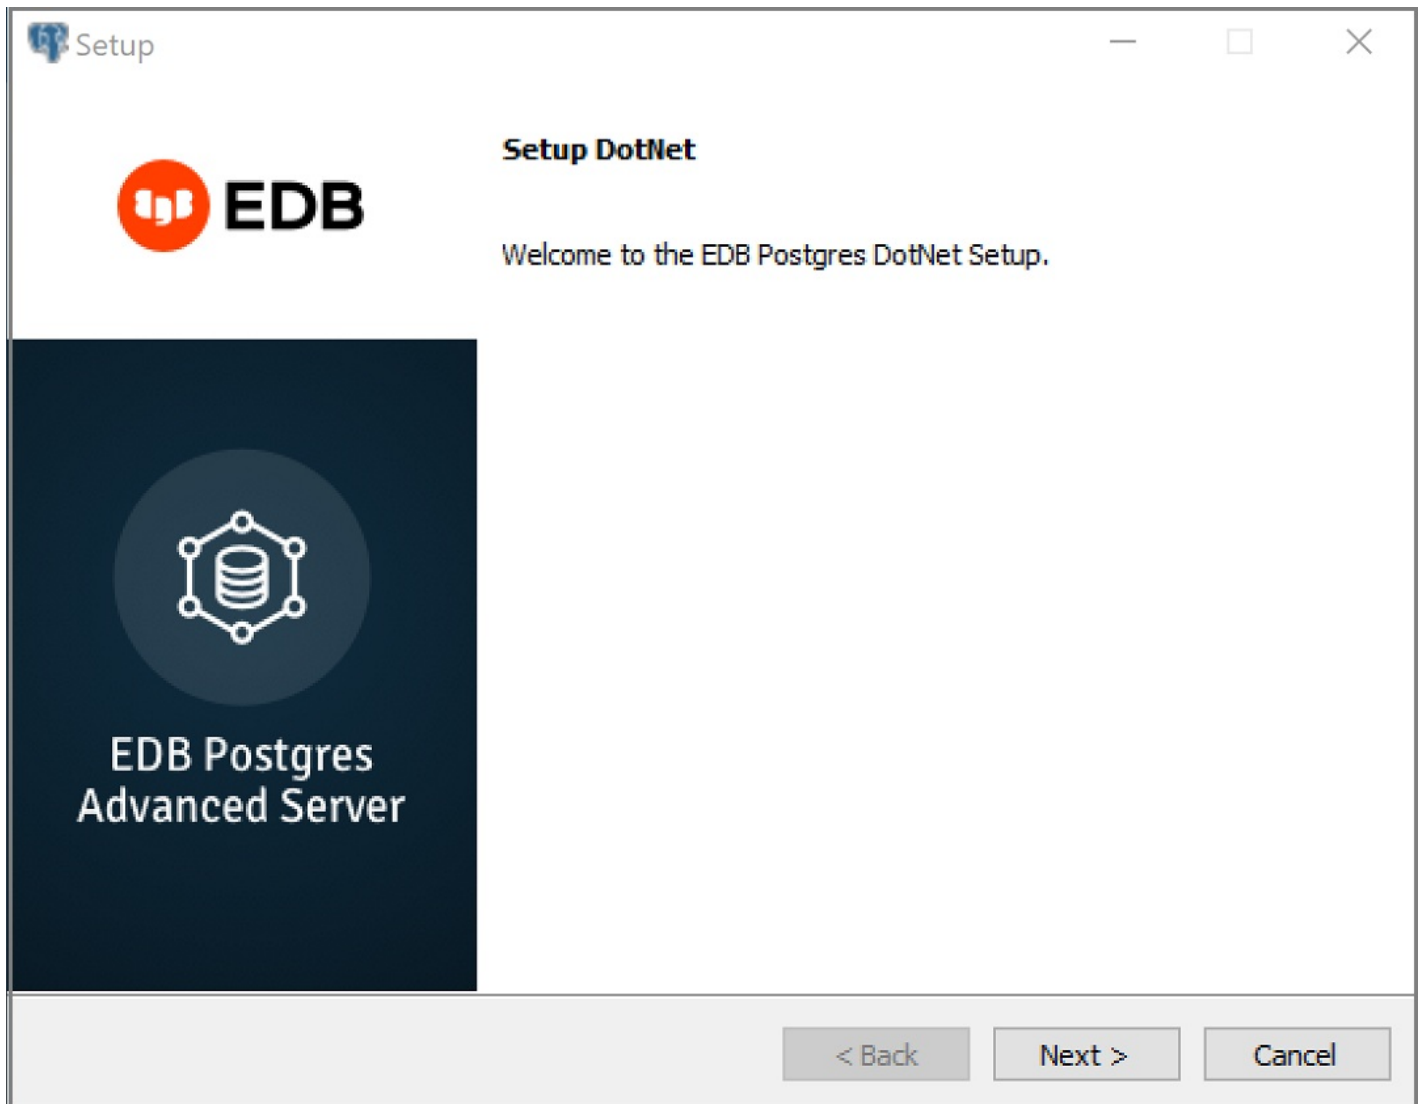 Setup
EDB
Setup DotNet
Welcome to the EDB Postgres DotNet Setup.
EDB Postgres
Advanced Server
< Back
Next >
Cancel